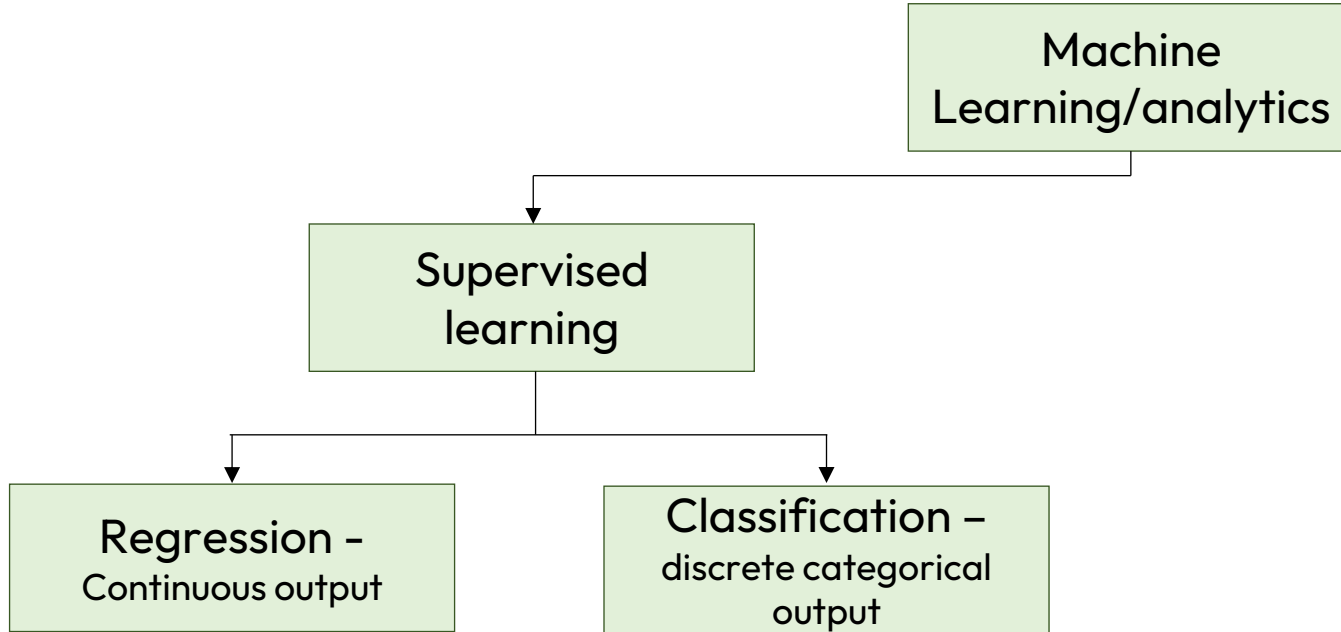 Machine
Learning/analytics
Supervised
learning
Regression -
Continuous output
Classification –
discrete categorical
output